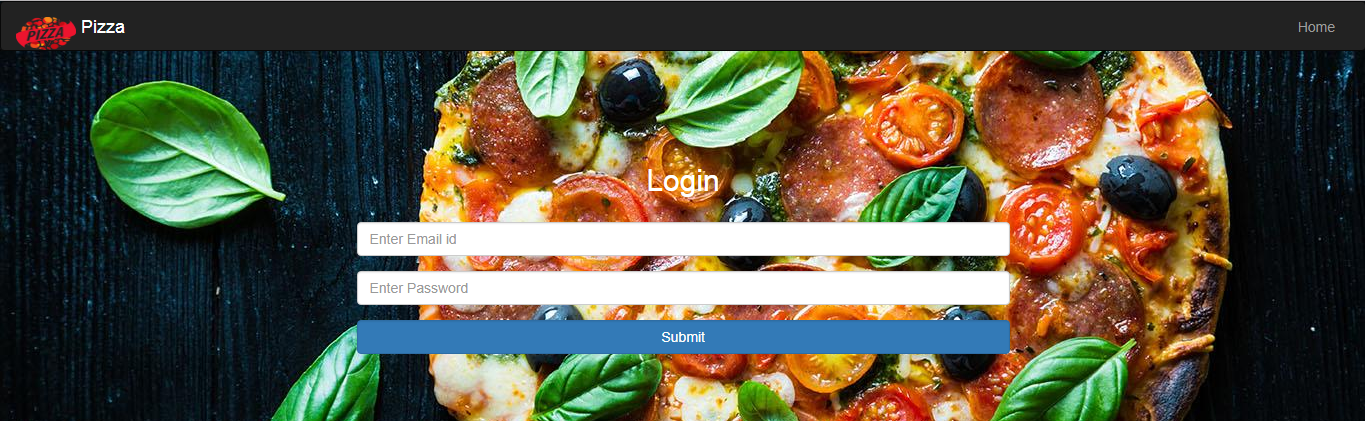 PIZZA
Pizza
Home
Login
Enter Email id
Enter Password
Submit